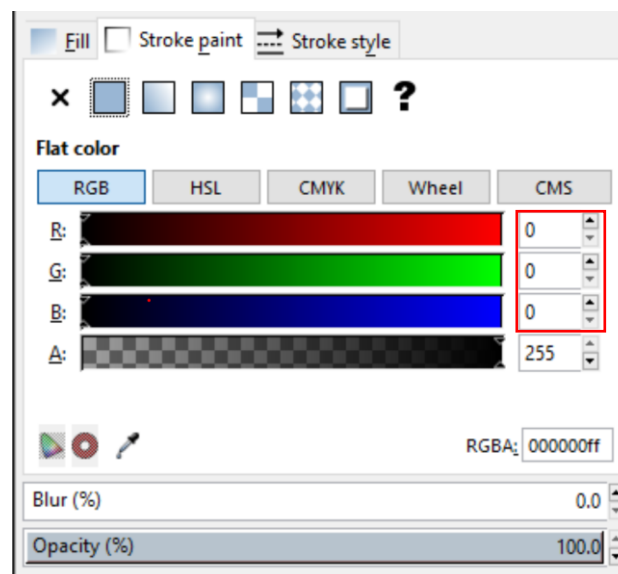 Fill Stroke paint Stroke style
?
Flat color
RGB HSL CMYK Wheel CMS
R: 0
G: 0
B: 0
A: 255
RGBA: 000000ff
Blur (%) 0.0
Opacity (%) 100.0